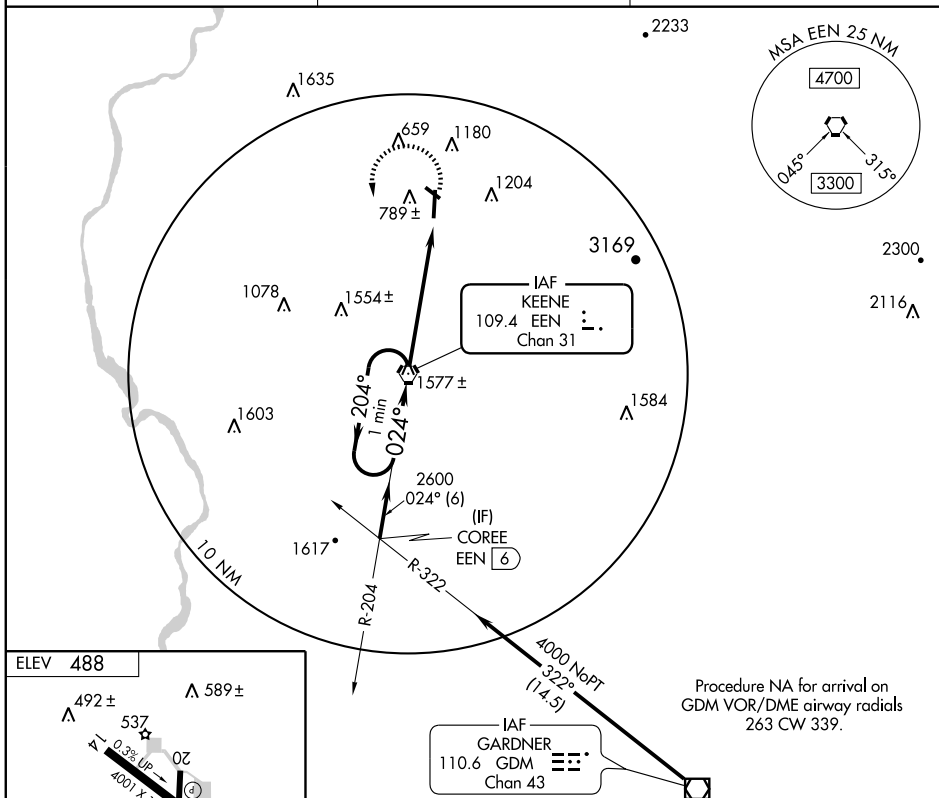 2233
MSA EEN 25 NM
4700
045°
315°
3300
1635
659
1180
1204
789 ±
3169
2300
2116
1078
1554 ±
IAF
KEENE
109.4 EEN
Chan 31
1577 ±
1584
1603
204°
1 min
024°
2600
024° (6)
(IF)
COREE
EEN 6
1617
R-322
R-204
10 NM
4000 NoPT
322°
(14.5)
Procedure NA for arrival on
GDM VOR/DME airway radials
263 CW 339.
IAF
GARDNER
110.6 GDM
Chan 43
ELEV 488
589 ±
492 ±
537
14
0.3% UP
20
4001 X
P